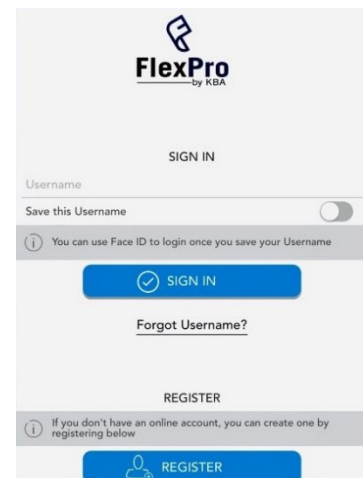 FlexPro
by KBA
SIGN IN
Username
Save this Username
You can use Face ID to login once you save your Username
SIGN IN
Forgot Username?
REGISTER
If you don't have an online account, you can create one by
registering below
REGISTER